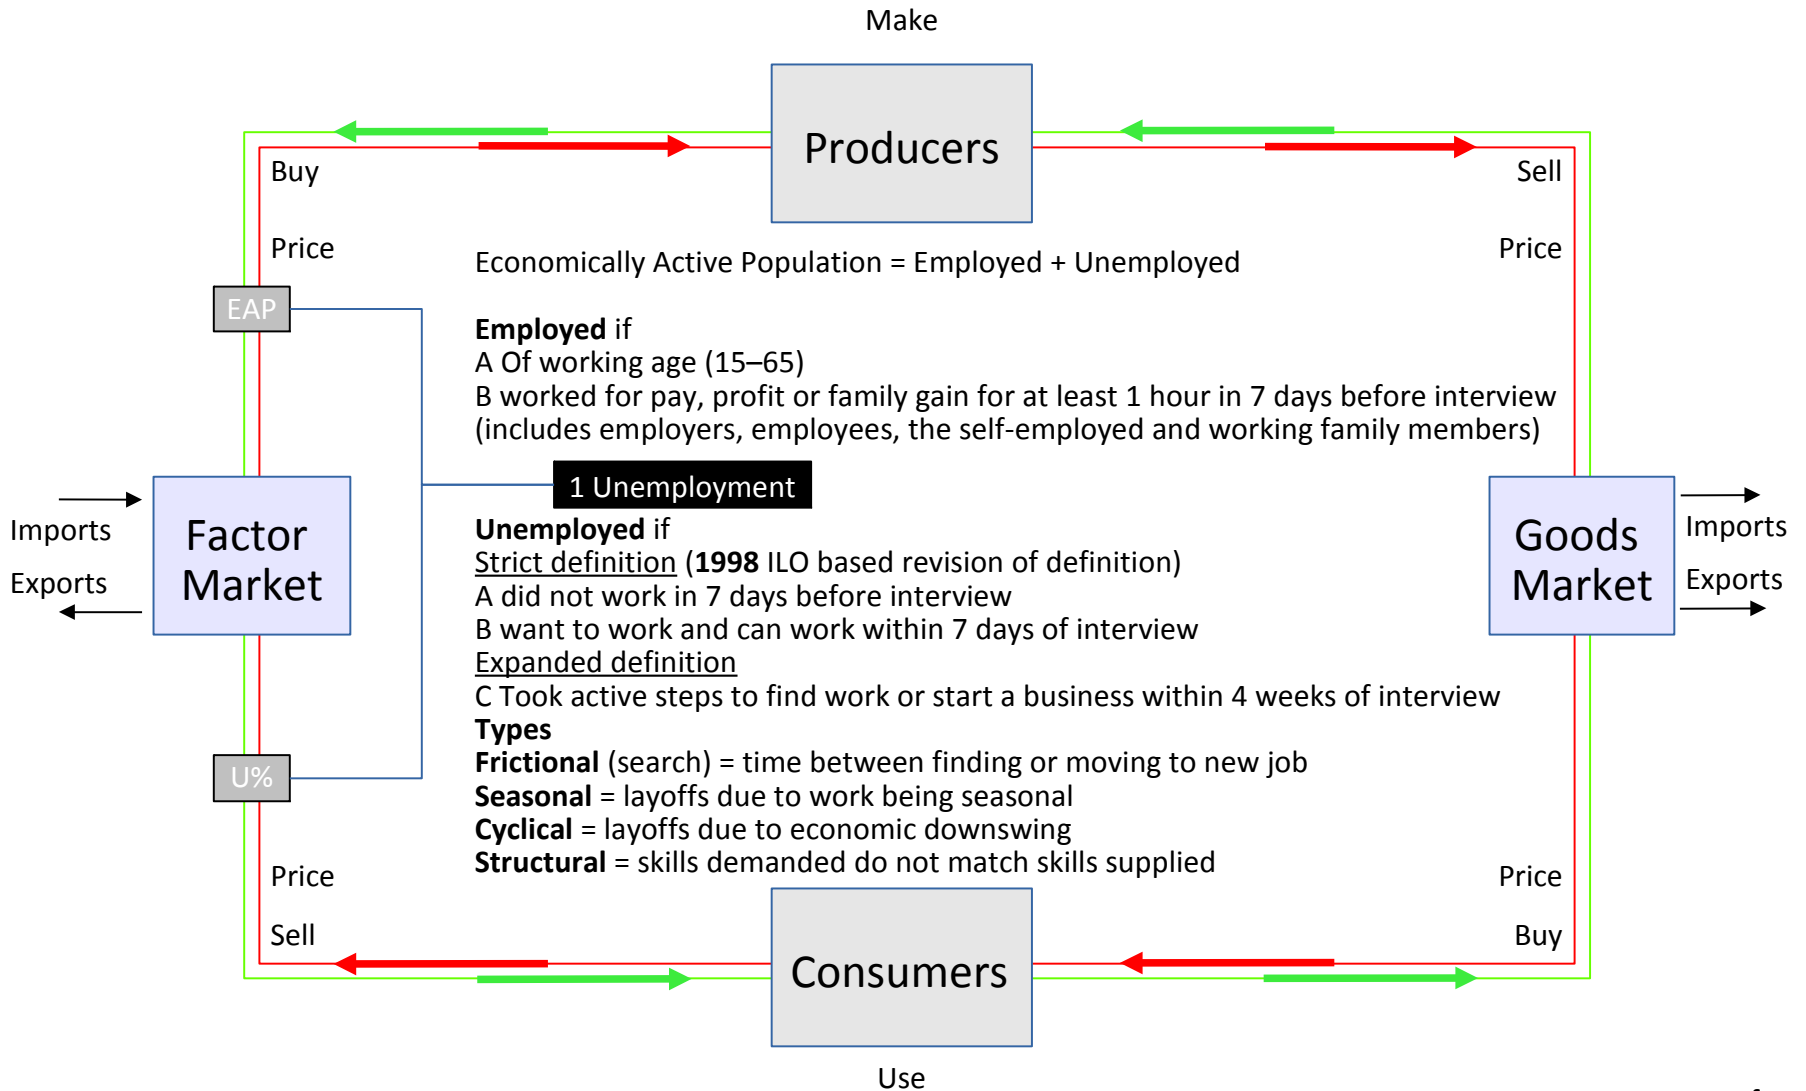 Make
Producers
Buy
Sell
Price
Price
Economically Active Population = Employed + Unemployed
EAP
Employed if
A Of working age (15–65)
B worked for pay, profit or family gain for at least 1 hour in 7 days before interview
(includes employers, employees, the self-employed and working family members)
1 Unemployment
Imports
Exports
Factor
Market
Goods
Market
Imports
Exports
Unemployed if
Strict definition (1998 ILO based revision of definition)
A did not work in 7 days before interview
B want to work and can work within 7 days of interview
Expanded definition
C Took active steps to find work or start a business within 4 weeks of interview
Types
Frictional (search) = time between finding or moving to new job
U%
Seasonal = layoffs due to work being seasonal
Cyclical = layoffs due to economic downswing
Structural = skills demanded do not match skills supplied
Price
Price
Sell
Buy
Consumers
Use